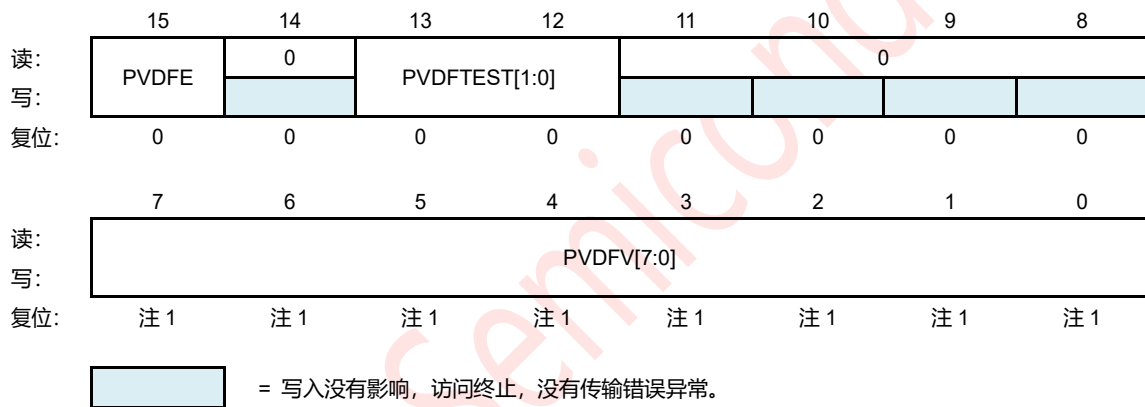 15 14 13 12 11 10 9 8
读: PVDFE 0 PVDFTEST[1:0] 0
写:
复位: 0 0 0 0 0 0 0 0
7 6 5 4 3 2 1 0
读: PVDFV[7:0]
写:
复位: 注 1 注 1 注 1 注 1 注 1 注 1 注 1 注 1
= 写入没有影响，访问终止，没有传输错误异常。
Semicond